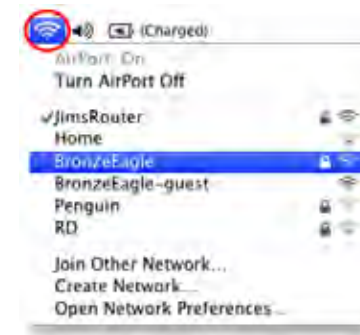 (Charged)
AirPort: On
Turn AirPort Off
JimsRouter
Home
BronzeEagle
BronzeEagle-guest
Penguin
RD
Join Other Network...
Create Network...
Open Network Preferences...